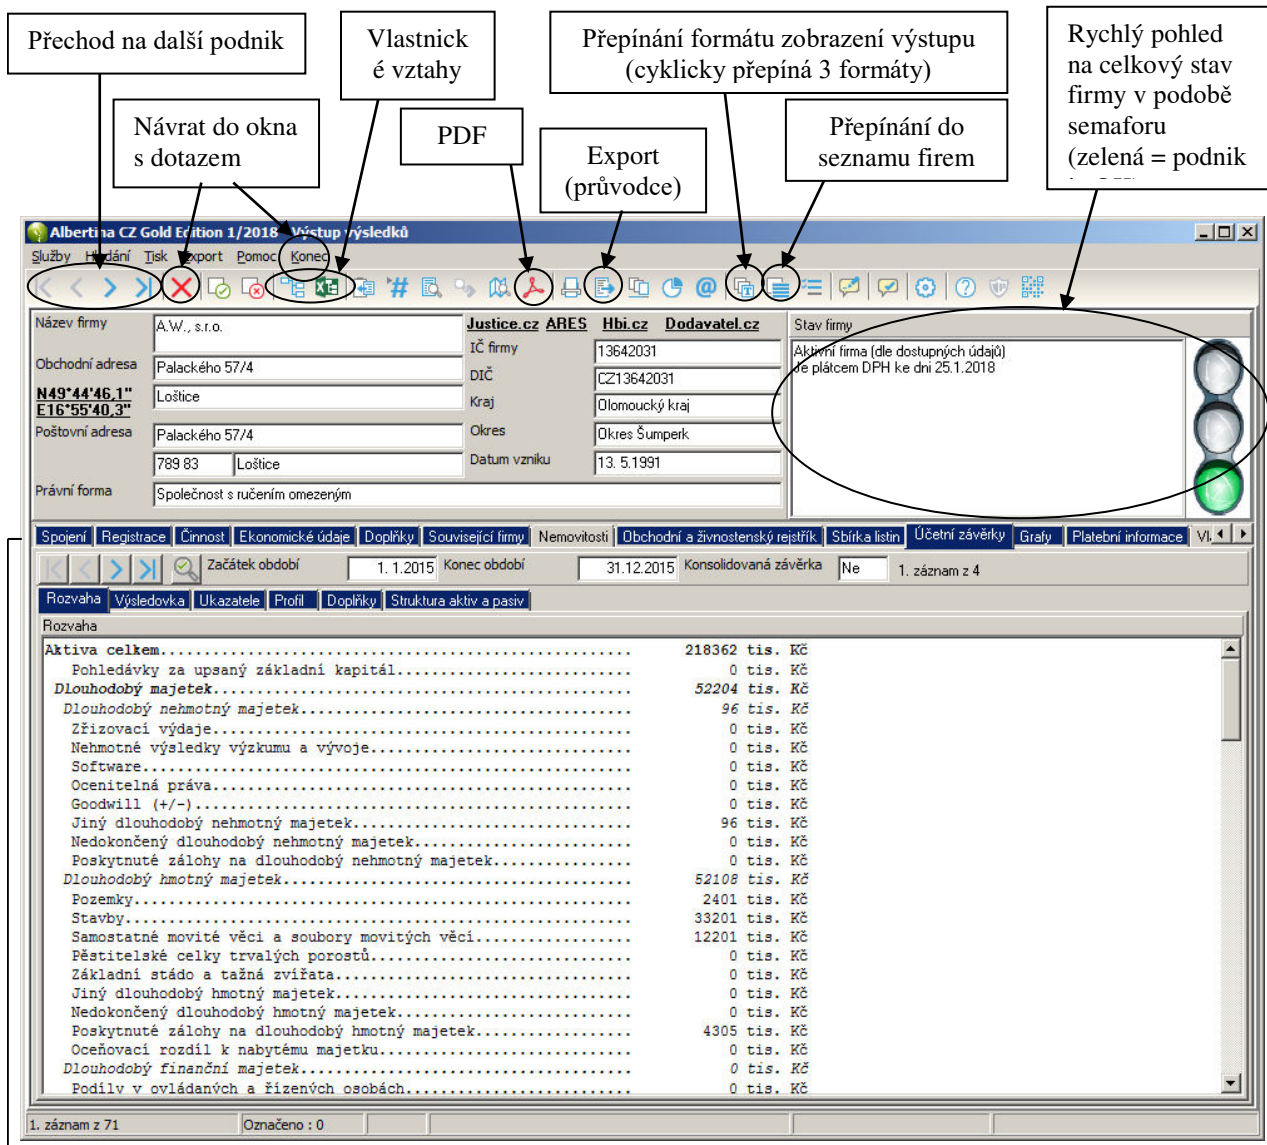 Přechod na další podnik
Vlastnick
é vztahy
Přepínání formátu zobrazení výstupu
(cyklicky přepíná 3 formáty)
Rychlý pohled
na celkový stav
firmy v podobě
semaforu
(zelená = podnik
Návrat do okna
s dotazem
PDF
Export
(průvodce)
Přepínání do
seznamu firem
Albertina CZ Gold Edition 1/2018 Výstup výsledků
Služby Hledání Tisk Export Pomoc Konec
Název firmy A.W., s.r.o.
Obchodní adresa Palackého 57/4
N49°44'46,1" Loštice
E16°55'40,3"
Poštovní adresa Palackého 57/4
789 83 Loštice
Právní forma Společnost s ručením omezeným
Justice.cz ARES Hbi.cz Dodavatel.cz
IČ firmy 13642031
DIČ CZ13642031
Kraj Olomoucký kraj
Okres Okres Šumperk
Datum vzniku 13. 5.1991
Stav firmy
Aktivní firma (dle dostupných údajů)
Je plátcem DPH ke dni 25.1.2018
Spojení Registrace Činnost Ekonomické údaje Doplňky Související firmy Nemovitosti Obchodní a živnostenský rejstřík Sbírka listin Účetní závěrky Grafy Platební informace
Začátek období 1. 1.2015 Konec období 31.12.2015 Konsolidovaná závěrka Ne 1. záznam z 4
Rozvaha Výsledovka Ukazatele Profil Doplňky Struktura aktiv a pasiv
Rozvaha
Aktiva celkem...................................................... 218362 tis. Kč
Pohledávky za upsaný základní kapitál........................... 0 tis. Kč
Dlouhodobý majetek................................................ 52204 tis. Kč
Dlouhodobý nehmotný majetek...................................... 96 tis. Kč
Zřizovací výdaje................................................ 0 tis. Kč
Nehmotné výsledky výzkumu a vývoje.............................. 0 tis. Kč
Software........................................................ 0 tis. Kč
Ocenitelná práva................................................ 0 tis. Kč
Goodwill (+/-).................................................. 0 tis. Kč
Jiný dlouhodobý nehmotný majetek................................ 96 tis. Kč
Nedokončený dlouhodobý nehmotný majetek......................... 0 tis. Kč
Poskytnuté zálohy na dlouhodobý nehmotný majetek................ 0 tis. Kč
Dlouhodobý hmotný majetek........................................ 52108 tis. Kč
Pozemky......................................................... 2401 tis. Kč
Stavby.......................................................... 33201 tis. Kč
Samostatné movité věci a soubory movitých věcí.................. 12201 tis. Kč
Pěstitelské celky trvalých porostů.............................. 0 tis. Kč
Základní stádo a tažná zvířata.................................. 0 tis. Kč
Jiný dlouhodobý hmotný majetek.................................. 0 tis. Kč
Nedokončený dlouhodobý hmotný majetek........................... 0 tis. Kč
Poskytnuté zálohy na dlouhodobý hmotný majetek.................. 4305 tis. Kč
Oceňovací rozdíl k nabytému majetku............................. 0 tis. Kč
Dlouhodobý finanční majetek...................................... 0 tis. Kč
Podíly v ovládaných a řízených osobách.......................... 0 tis. Kč
1. záznam z 71 Označeno : 0